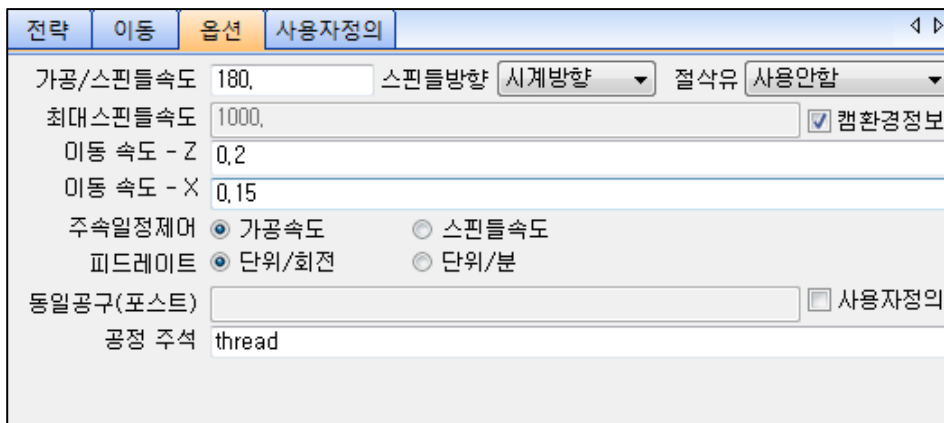 전략 이동 옵션 사용자정의
가공/스핀들속도 180, 스핀들방향 시계방향 절삭유 사용안함
최대스핀들속도 1000, 캠환경정보
이동 속도 - Z 0,2
이동 속도 - X 0,15
주속일정제어 가공속도 스핀들속도
피드레이트 단위/회전 단위/분
동일공구(포스트) 사용자정의
공정 주석 thread